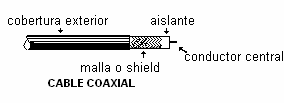 cobertura exterior
aislante
conductor central
malla o shield
CABLE COAXIAL